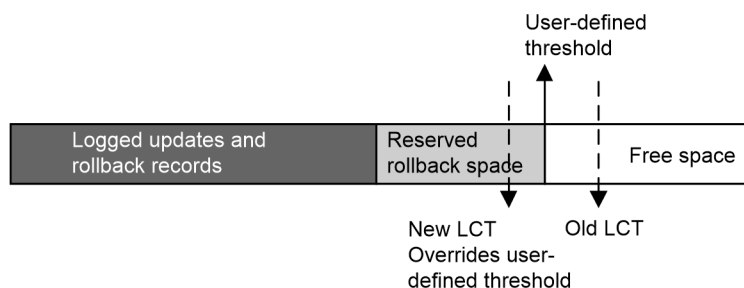 User-defined
threshold
Logged updates and
rollback records
Reserved
rollback space
Free space
New LCT
Overrides user-
defined threshold
Old LCT